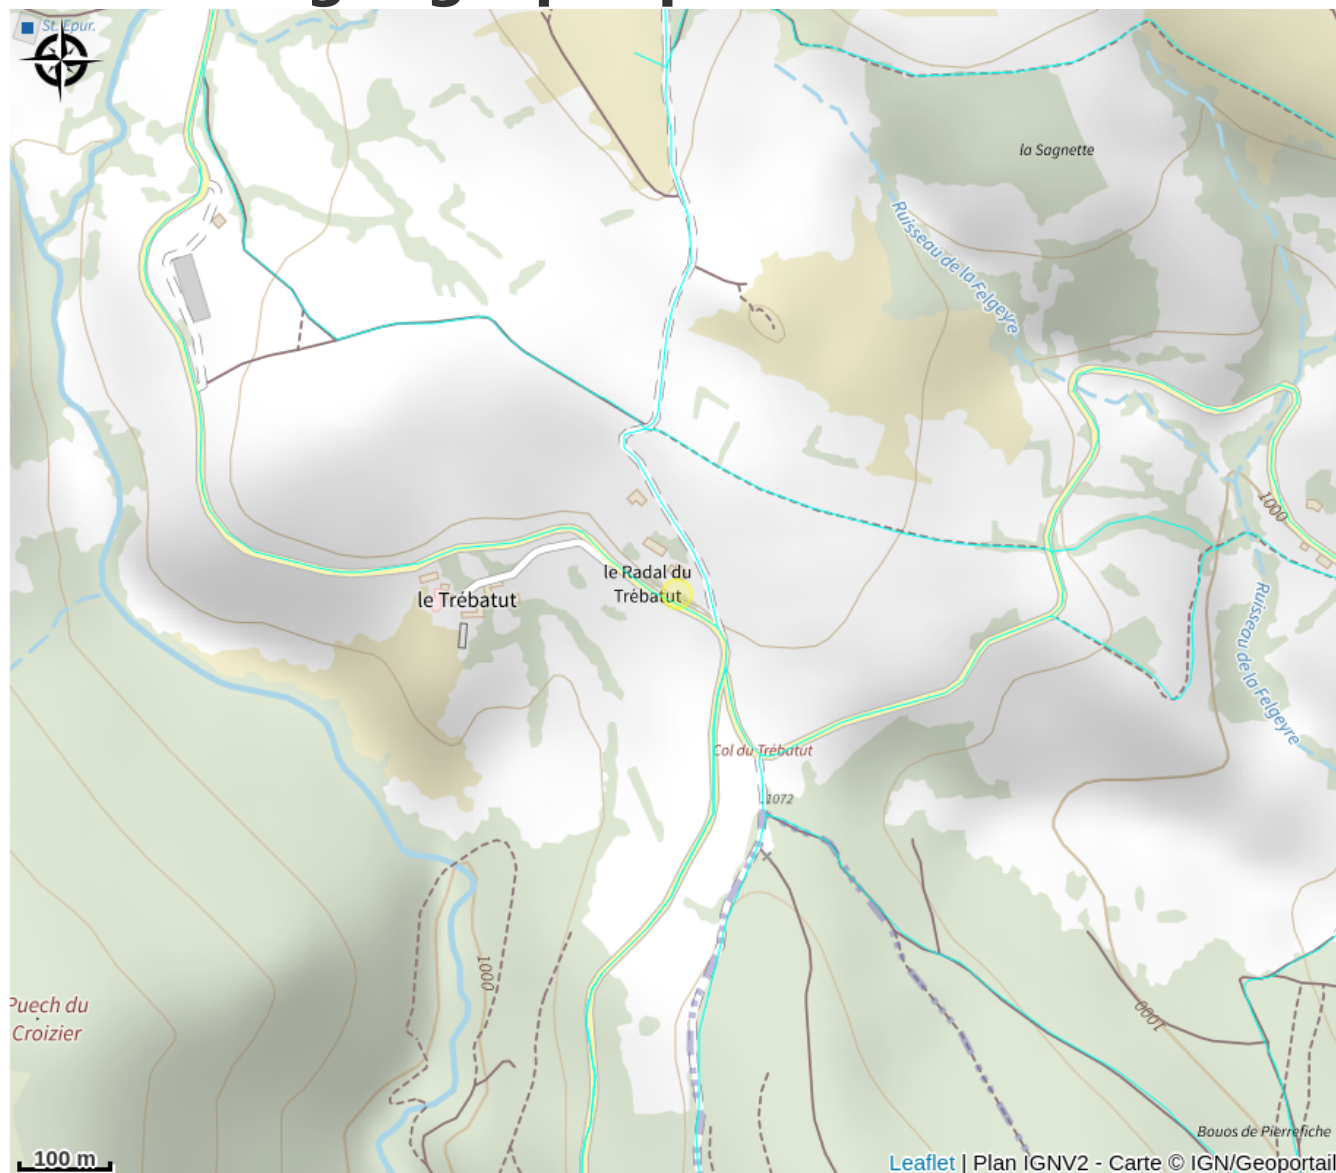 St. Epur.
la Sagnette
Ruisseau de la Felgeyre
1000
le Radal du
Trébatut
le Trébatut
Ruisseau de la Felgeyre
Col du Trébatut
1072
1000
Puech du
Croizier
1000
Bouos de Pierrefiche
100 m
Leaflet | Plan IGNV2 - Carte © IGN/Geoportail